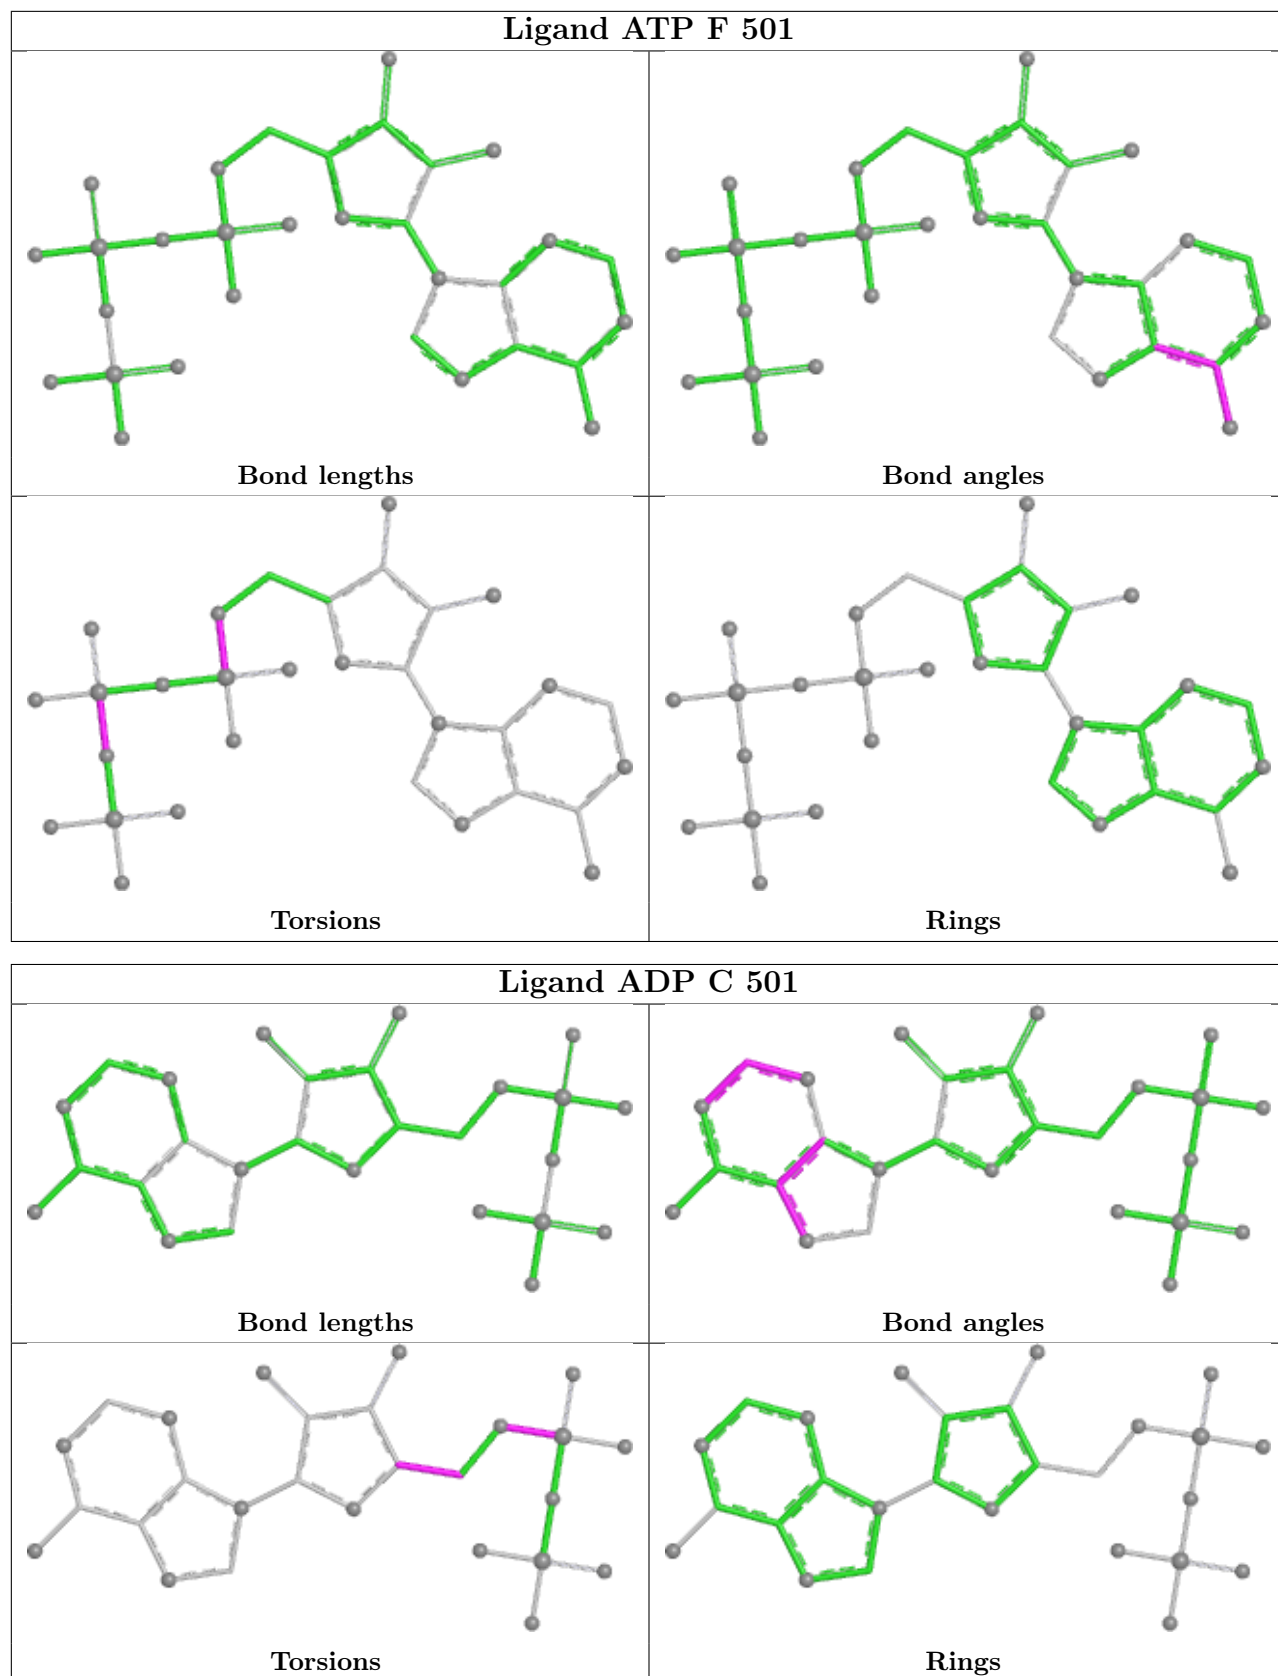 Ligand ATP F 501
Bond lengths
Bond angles
Torsions
Rings
Ligand ADP C 501
Bond lengths
Bond angles
Torsions
Rings